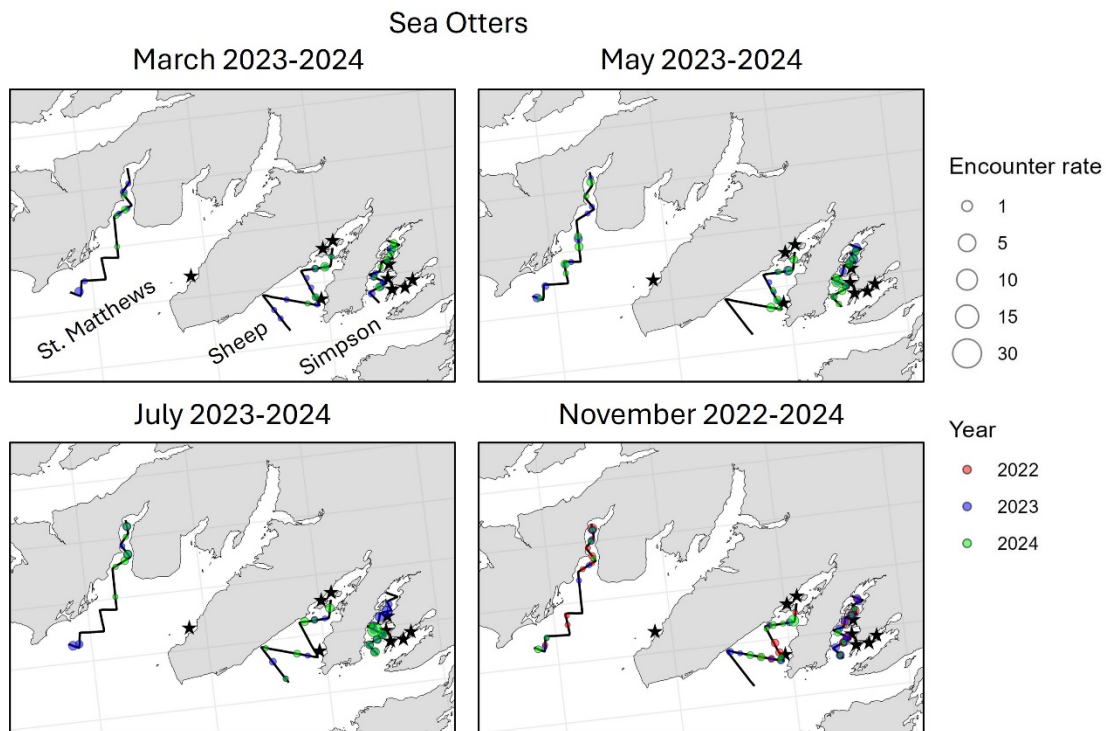 Sea Otters
March 2023-2024
May 2023-2024
St. Matthews
Sheep
Simpson
Encounter rate
1
5
10
15
30
July 2023-2024
November 2022-2024
Year
2022
2023
2024